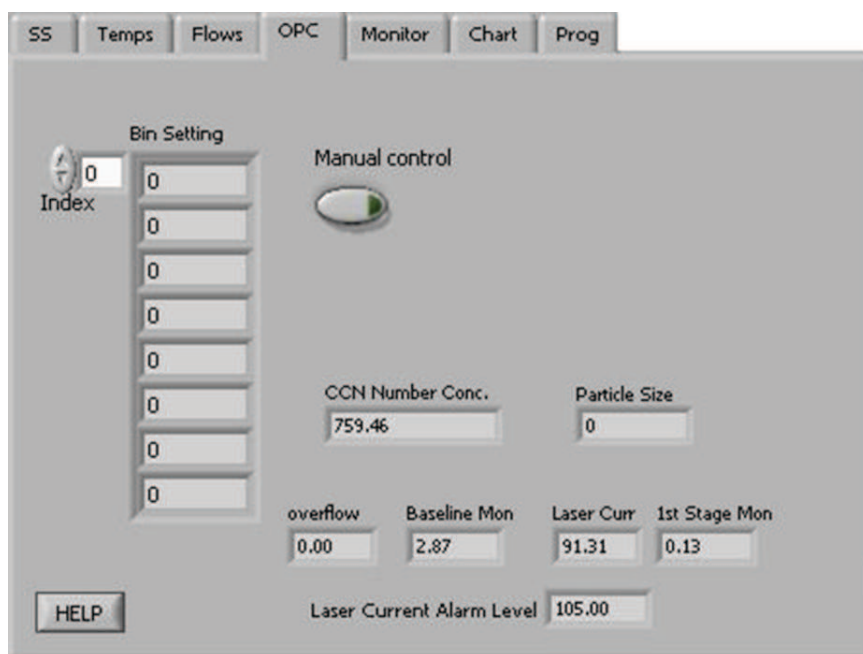 SS Temps Flows OPC Monitor Chart Prog
Bin Setting
Manual control
0
Index
0
0
0
0
0
0
0
0
CCN Number Conc. Particle Size
759.46 0
overflow Baseline Mon Laser Curr 1st Stage Mon
0.00 2.87 91.31 0.13
HELP
Laser Current Alarm Level 105.00